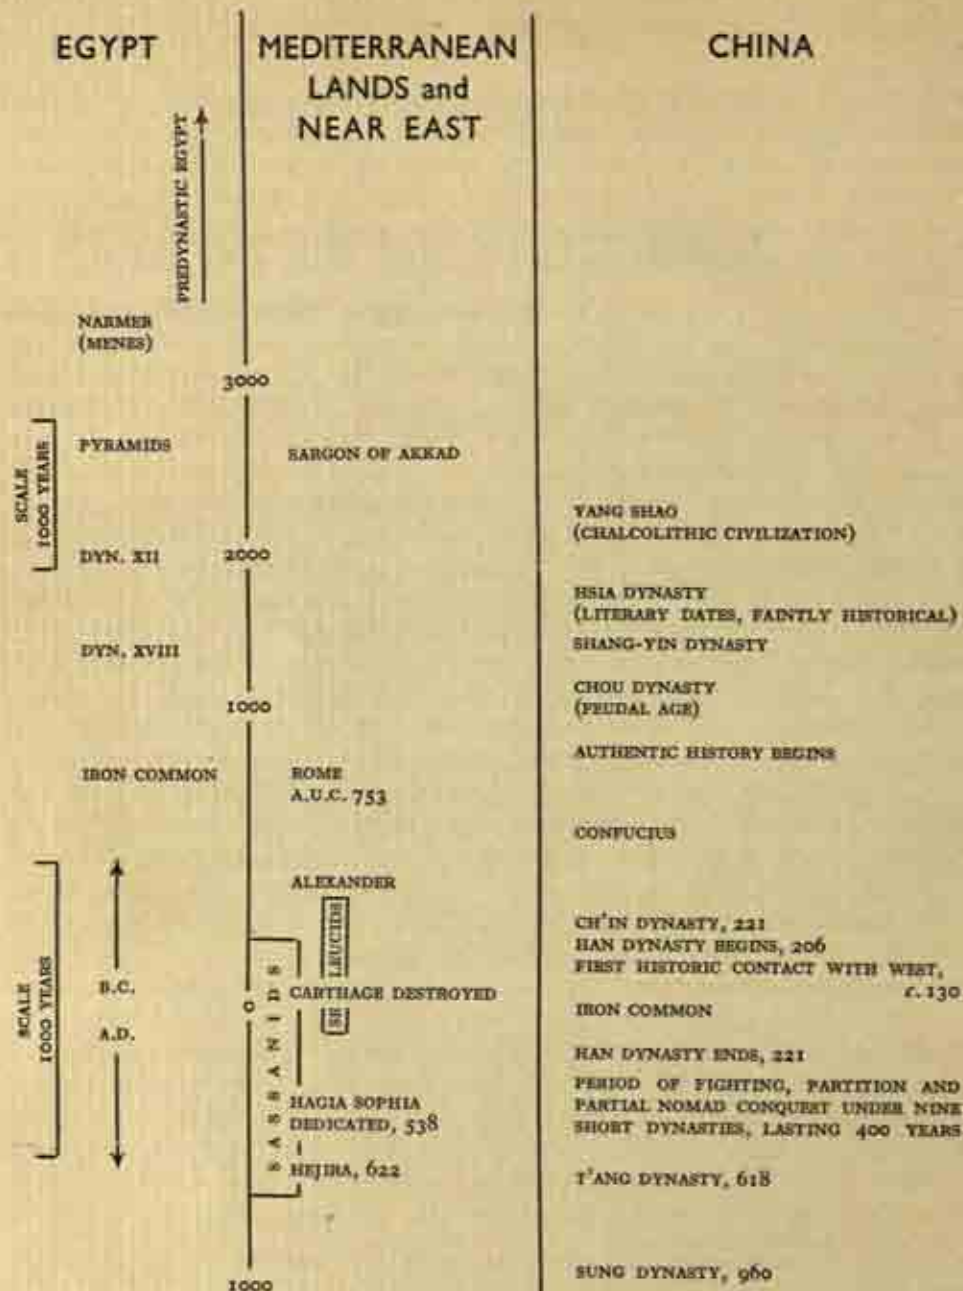 EGYPT
MEDITERRANEAN
LANDS and
NEAR EAST
CHINA
PREDYNASTIC EGYPT
NARMER
(MENES)
3000
SCALE
1000 YEARS
PYRAMIDS
SARGON OF AKKAD
YANG SHAO
(CHALCOLITHIC CIVILIZATION)
DYN. XII
2000
HSIA DYNASTY
(LITERARY DATES, FAINTLY HISTORICAL)
SHANG-YIN DYNASTY
DYN. XVIII
CHOU DYNASTY
(FEUDAL AGE)
1000
AUTHENTIC HISTORY BEGINS
IRON COMMON
ROME
A.U.C. 753
CONFUCIUS
ALEXANDER
SELEUCIDS
CH'IN DYNASTY, 221
HAN DYNASTY BEGINS, 206
FIRST HISTORIC CONTACT WITH WEST,
c. 130
SCALE
1000 YEARS
B.C.
A.D.
0
SASSANIDS
CARTHAGE DESTROYED
IRON COMMON
HAN DYNASTY ENDS, 221
HAGIA SOPHIA
DEDICATED, 538
PERIOD OF FIGHTING, PARTITION AND
PARTIAL NOMAD CONQUEST UNDER NINE
SHORT DYNASTIES, LASTING 400 YEARS
HEJIRA, 622
T'ANG DYNASTY, 618
SUNG DYNASTY, 960
1000